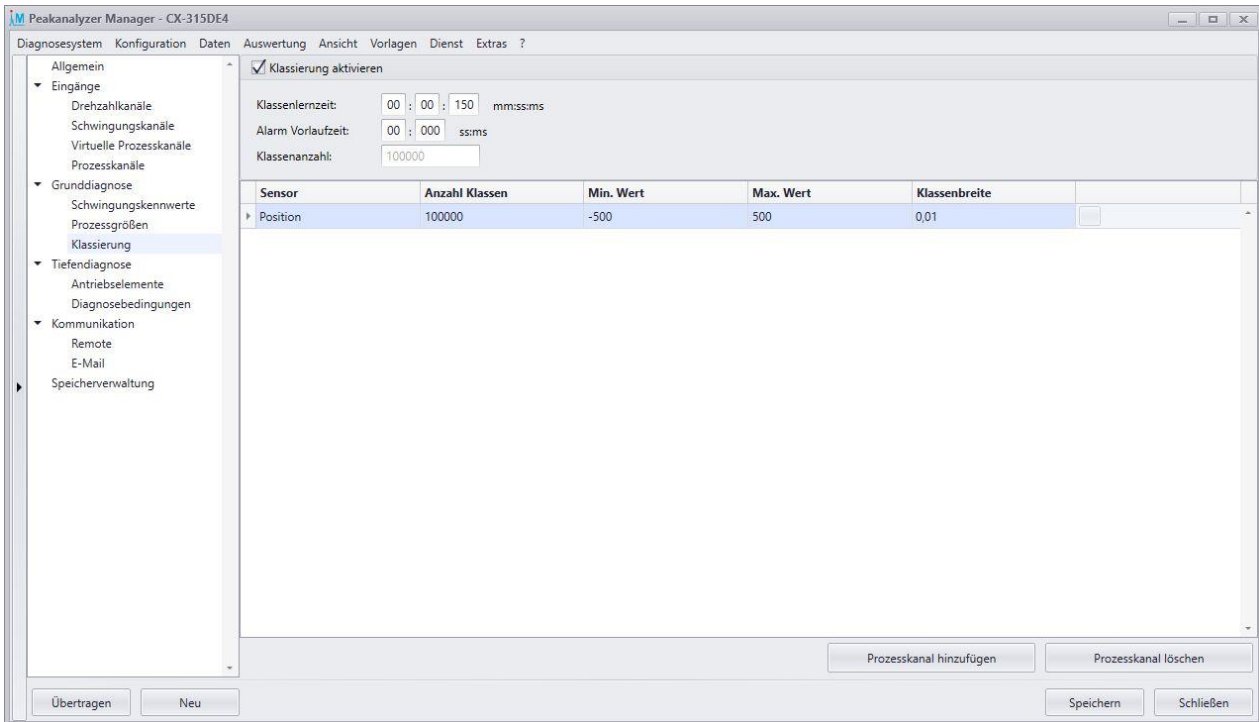 Peakanalyzer Manager - CX-315DE4
Diagnosesystem Konfiguration Daten Auswertung Ansicht Vorlagen Dienst Extras ?
Allgemein
Eingänge
Drehzahlkanäle
Schwingungskanäle
Virtuelle Prozesskanäle
Prozesskanäle
Grunddiagnose
Schwingungskennwerte
Prozessgrößen
Klassierung
Tiefendiagnose
Antriebselemente
Diagnosebedingungen
Kommunikation
Remote
E-Mail
Speicherverwaltung
Klassierung aktivieren
Klassenlernzeit: 00 : 00 : 150 mm:ss:ms
Alarm Vorlaufzeit: 00 : 000 ss:ms
Klassenanzahl: 100000
Sensor Anzahl Klassen Min. Wert Max. Wert Klassenbreite
Position 100000 -500 500 0,01
Prozesskanal hinzufügen Prozesskanal löschen
Übertragen Neu Speichern Schließen